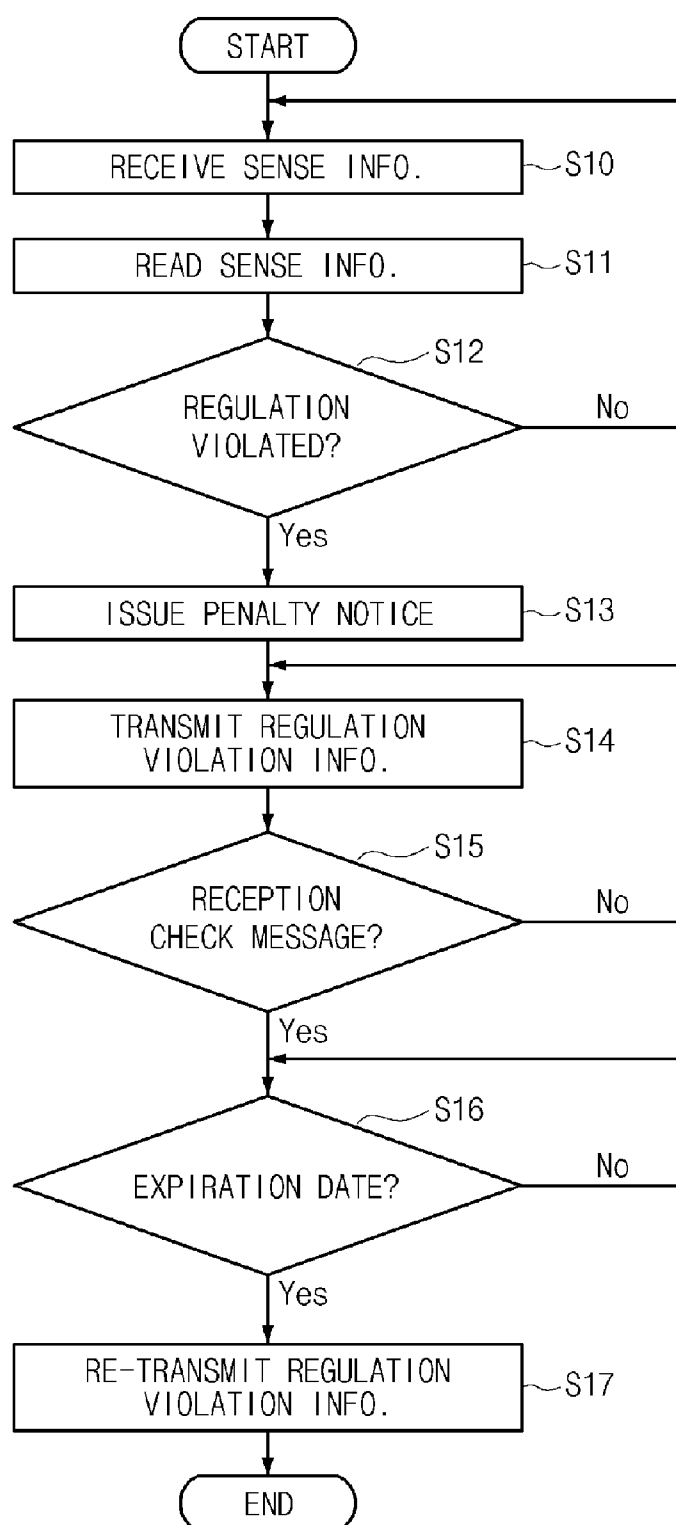 START
RECEIVE SENSE INFO.
S10
READ SENSE INFO.
S11
S12
REGULATION
VIOLATED?
No
Yes
ISSUE PENALTY NOTICE
S13
TRANSMIT REGULATION
VIOLATION INFO.
S14
S15
RECEPTION
CHECK MESSAGE?
No
Yes
S16
EXPIRATION DATE?
No
Yes
RE-TRANSMIT REGULATION
VIOLATION INFO.
S17
END